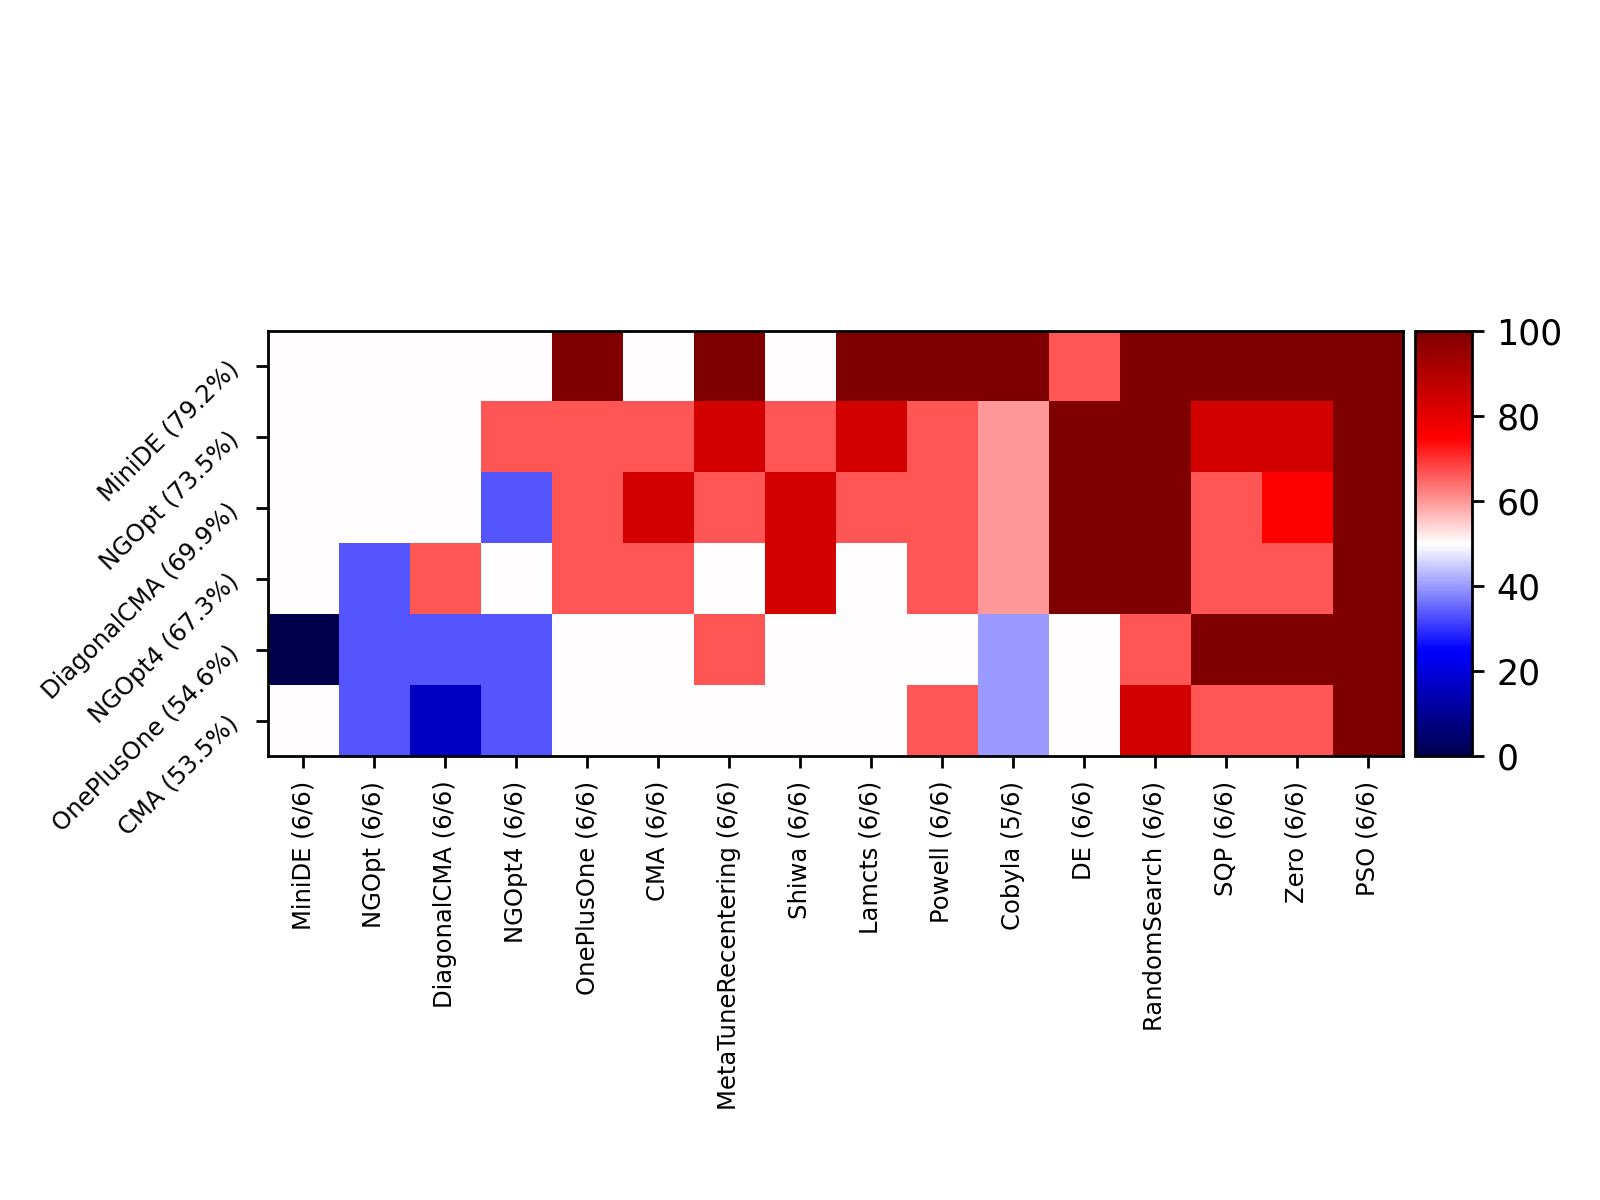 MiniDE (79.2%)
NGOpt (73.5%)
DiagonalCMA (69.9%)
NGOpt4 (67.3%)
OnePlusOne (54.6%)
CMA (53.5%)
MiniDE (6/6)
NGOpt (6/6)
DiagonalCMA (6/6)
NGOpt4 (6/6)
OnePlusOne (6/6)
CMA (6/6)
MetaTuneRecentering (6/6)
Shiwa (6/6)
Lamcts (6/6)
Powell (6/6)
Cobyla (5/6)
DE (6/6)
RandomSearch (6/6)
SQP (6/6)
Zero (6/6)
PSO (6/6)
100
80
60
40
20
0